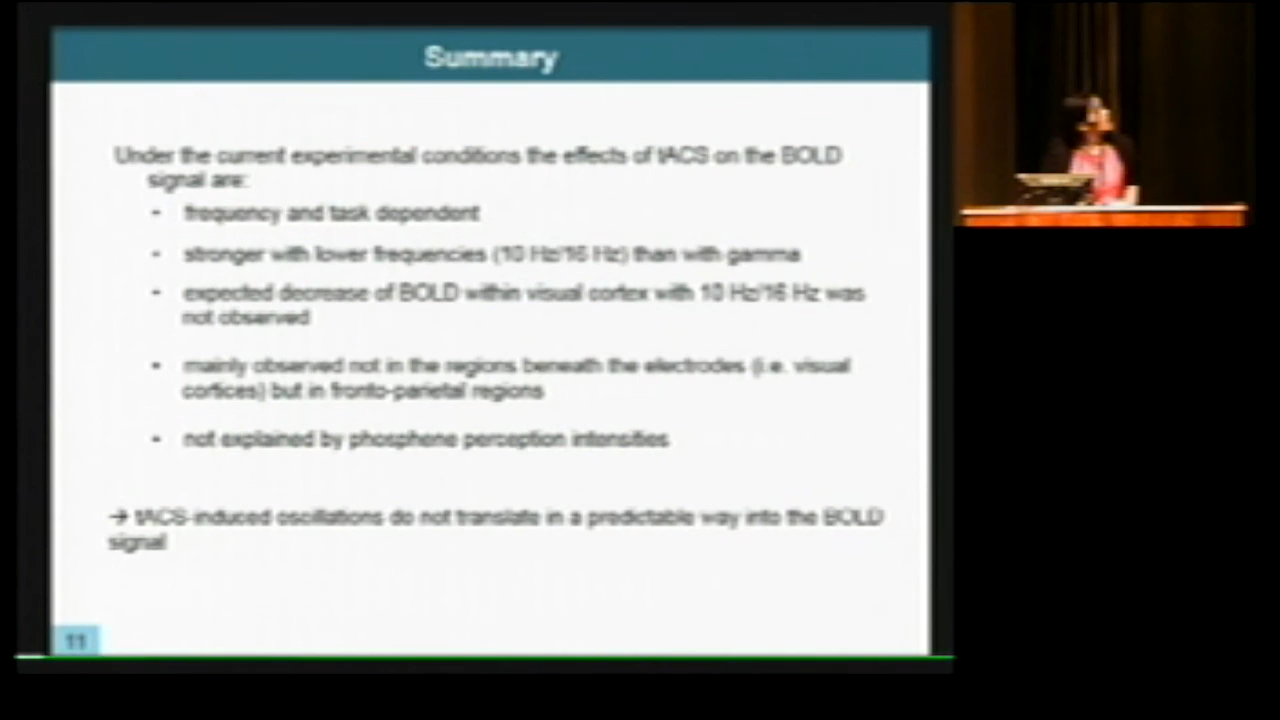 Summary
Under the current experimental conditions the effects of tACS on the BOLD
signal are:
- frequency and task dependent
- stronger with lower frequencies (10 Hz/16 Hz) than with gamma
- expected decrease of BOLD within visual cortex with 10 Hz/16 Hz was
not observed
- mainly observed not in the regions beneath the electrodes (i.e. visual
cortices) but in fronto-parietal regions
- not explained by phosphene perception intensities
→ tACS-induced oscillations do not translate in a predictable way into the BOLD
signal
11